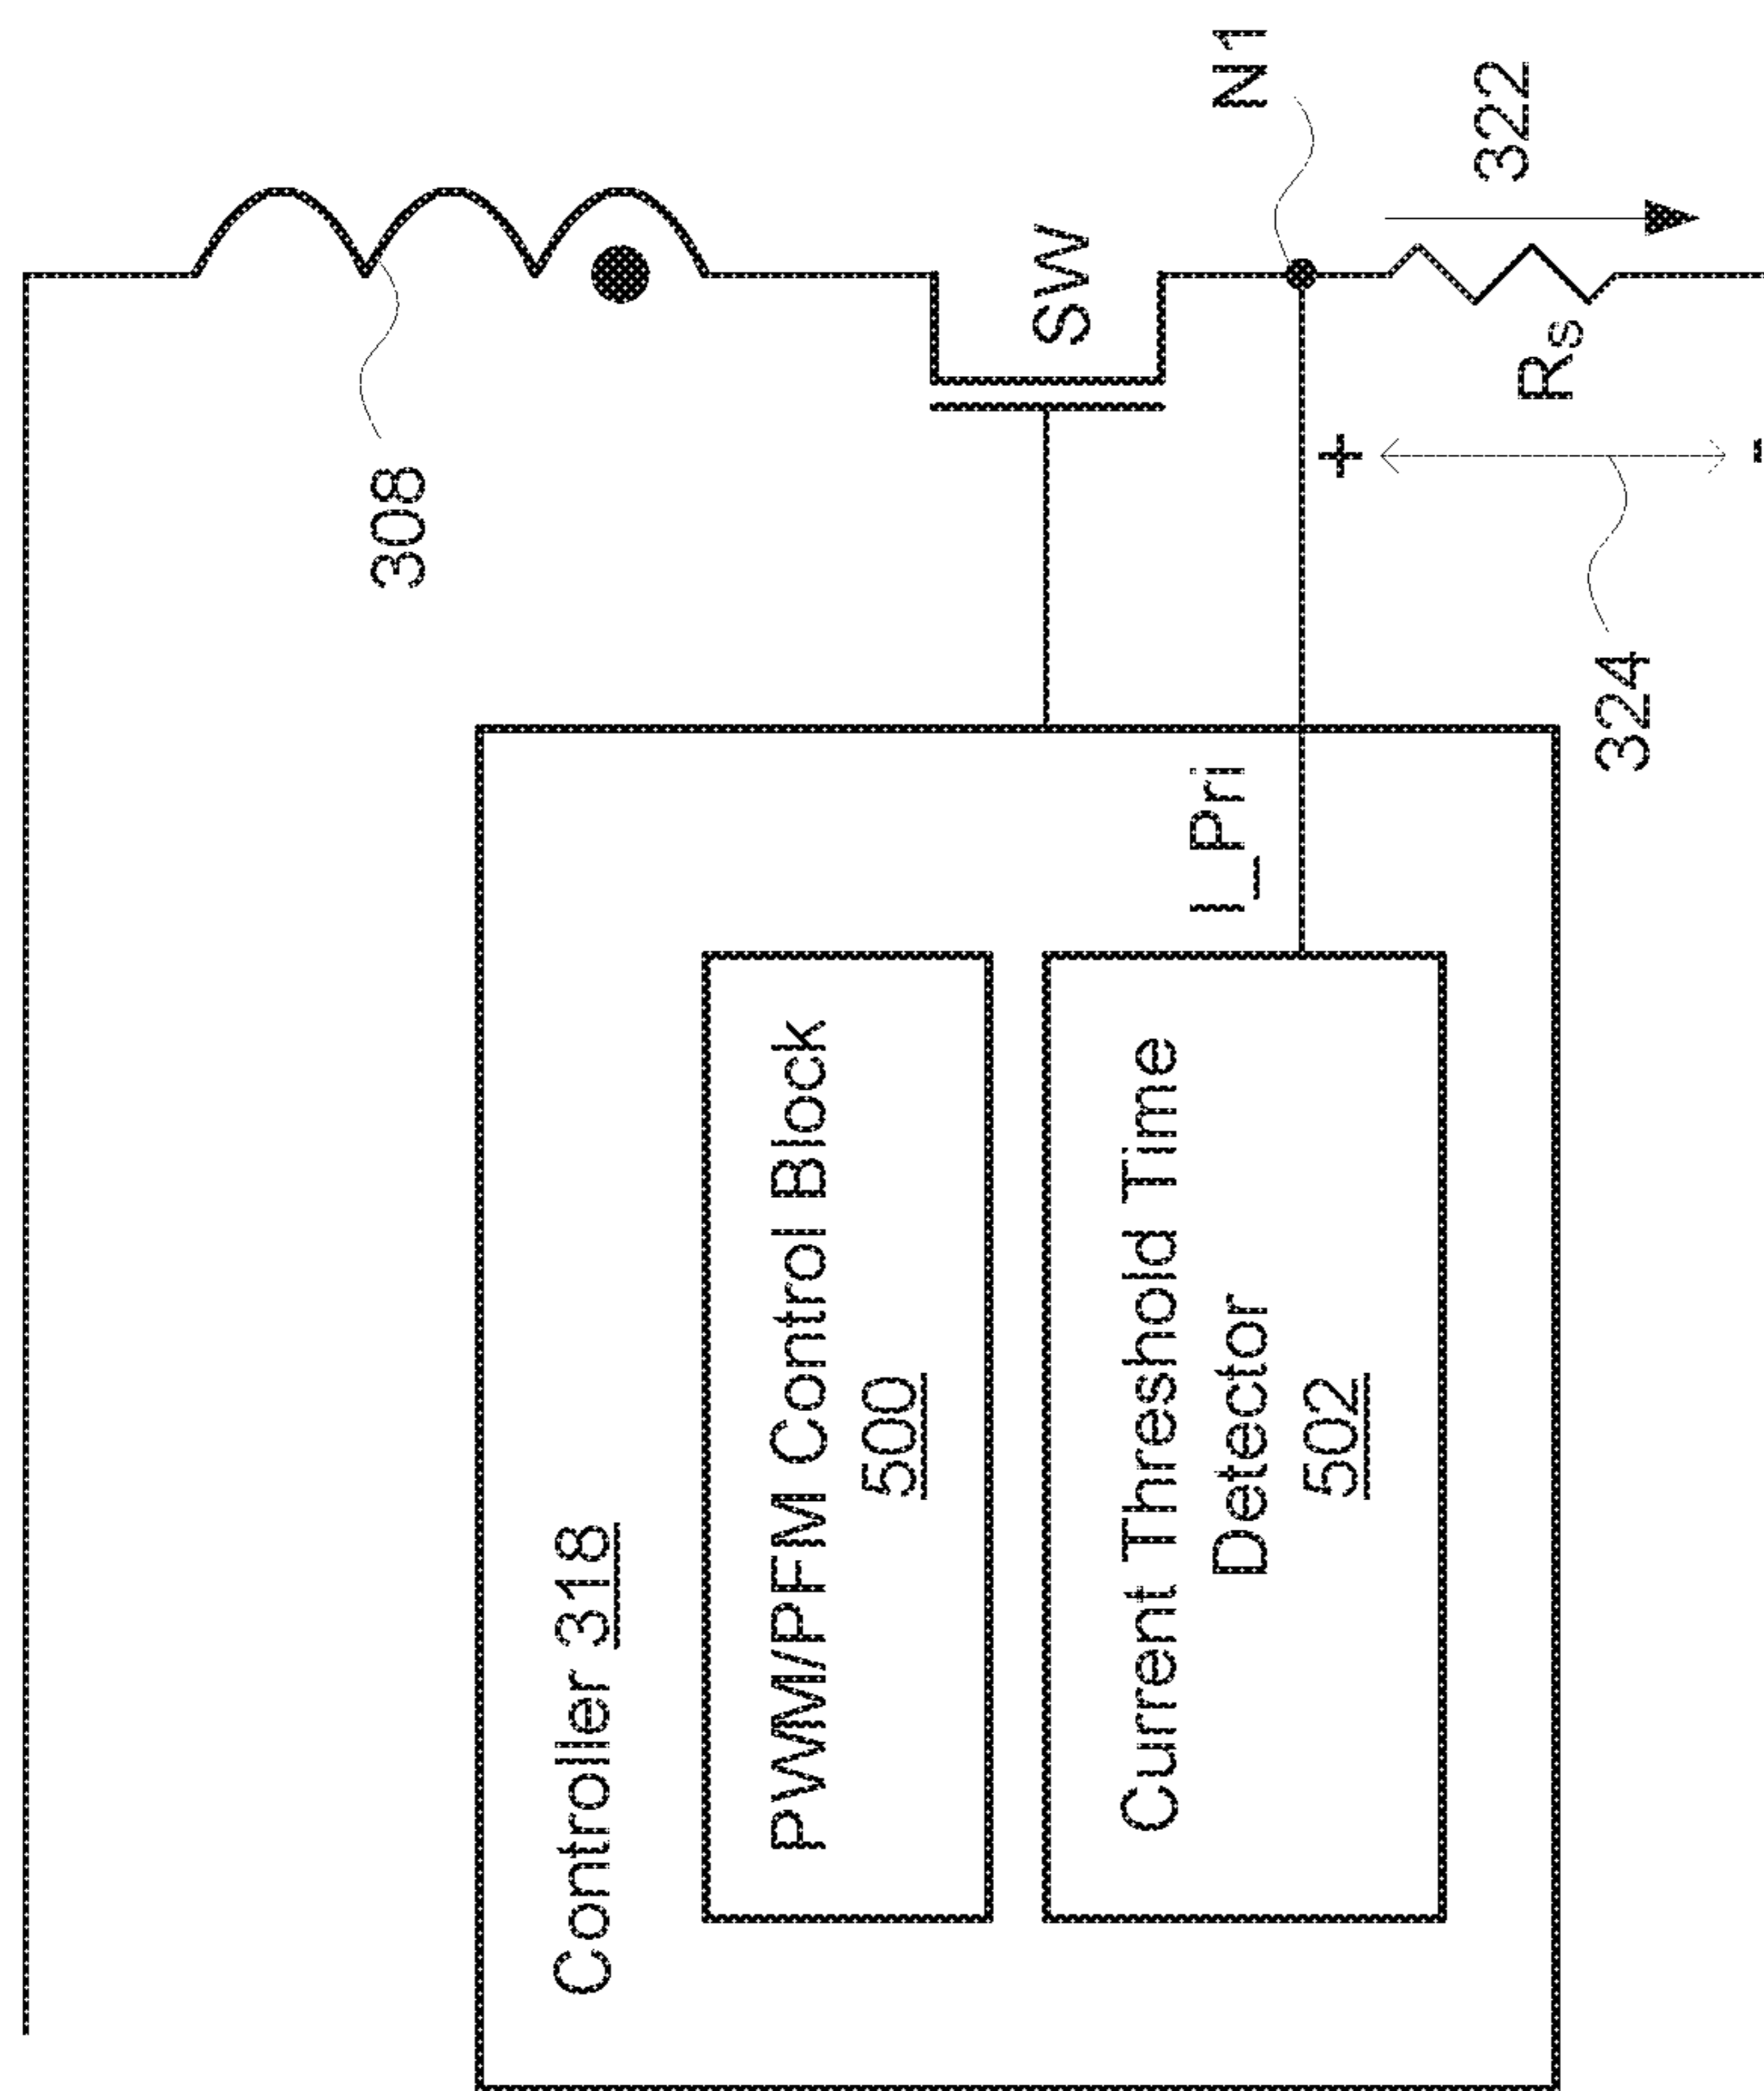 308
SW
N1
322
Rs
+
-
324
Controller 318
PWM/PFM Control Block
500
Current Threshold Time
Detector
502
I_Pri